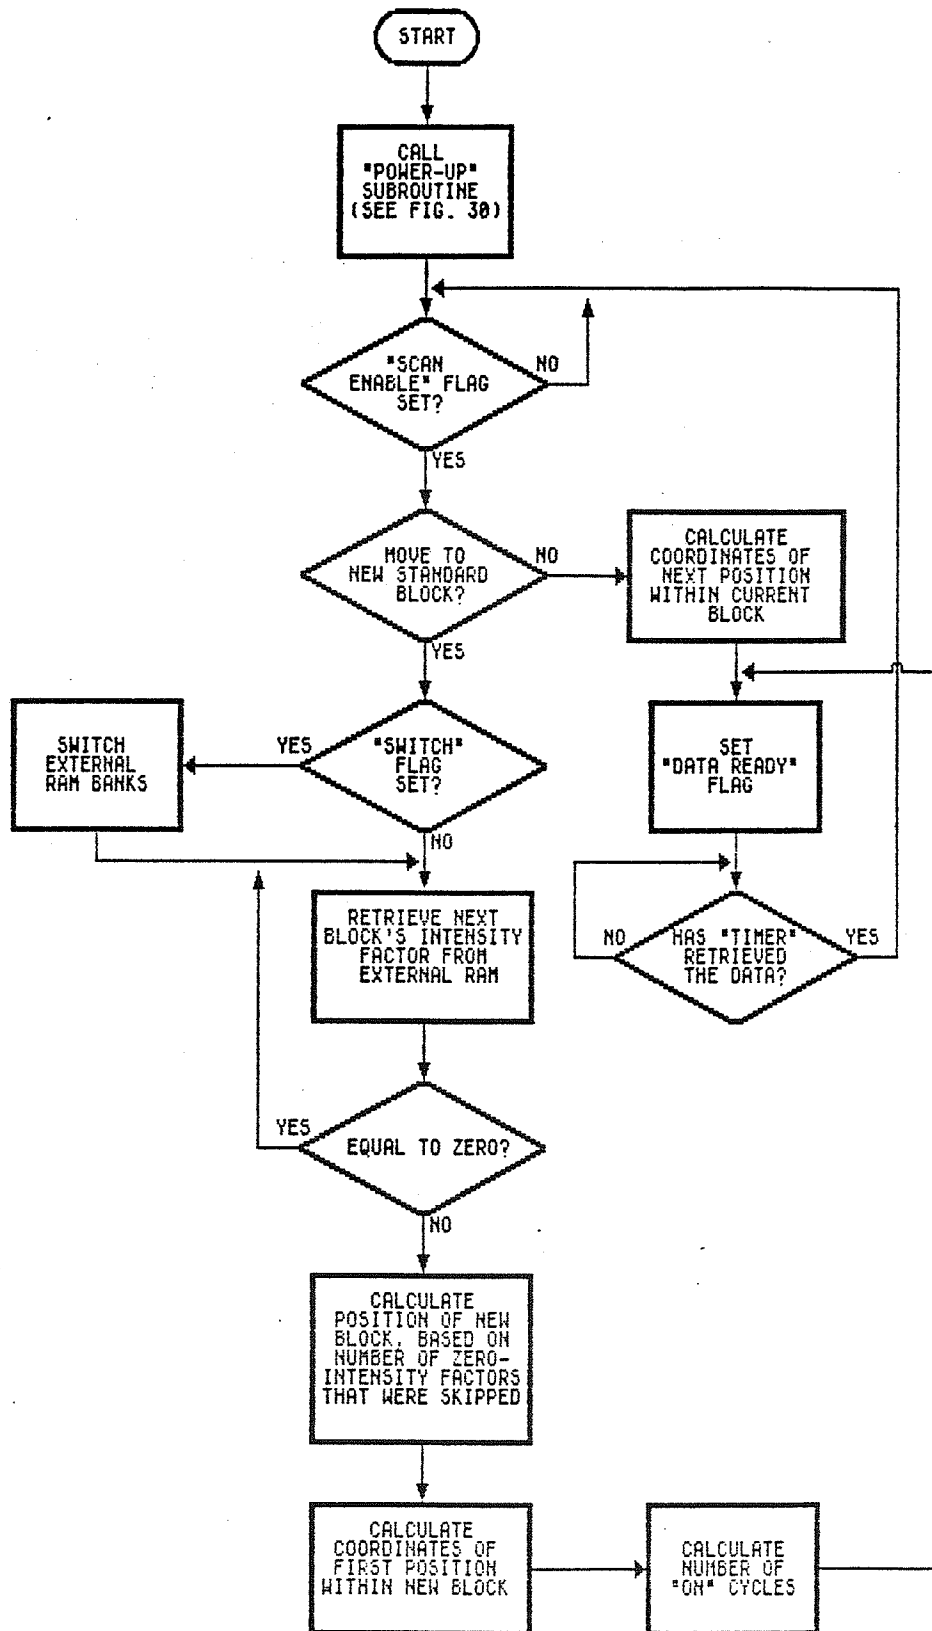 START
CALL
"POWER-UP"
SUBROUTINE
(SEE FIG. 30)
"SCAN
ENABLE" FLAG
SET?
NO
YES
MOVE TO
NEW STANDARD
BLOCK?
NO
YES
CALCULATE
COORDINATES OF
NEXT POSITION
WITHIN CURRENT
BLOCK
SWITCH
EXTERNAL
RAM BANKS
YES
"SWITCH"
FLAG
SET?
NO
SET
"DATA READY"
FLAG
RETRIEVE NEXT
BLOCK'S INTENSITY
FACTOR FROM
EXTERNAL RAM
NO
HAS "TIMER"
RETRIEVED
THE DATA?
YES
YES
EQUAL TO ZERO?
NO
CALCULATE
POSITION OF NEW
BLOCK, BASED ON
NUMBER OF ZERO-
INTENSITY FACTORS
THAT WERE SKIPPED
CALCULATE
COORDINATES OF
FIRST POSITION
WITHIN NEW BLOCK
CALCULATE
NUMBER OF
"ON" CYCLES